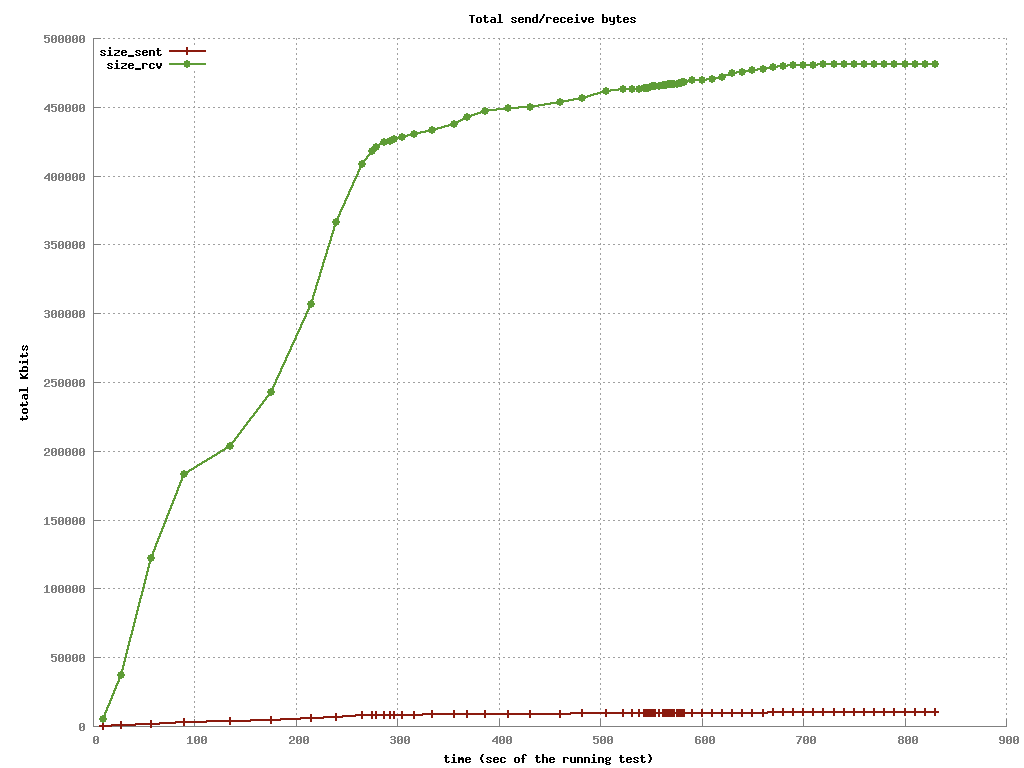 Total send/receive bytes
500000
size_sent
size_rcv
450000
400000
350000
300000
250000
total Kbits
200000
150000
100000
50000
0
0 100 200 300 400 500 600 700 800 900
time (sec of the running test)